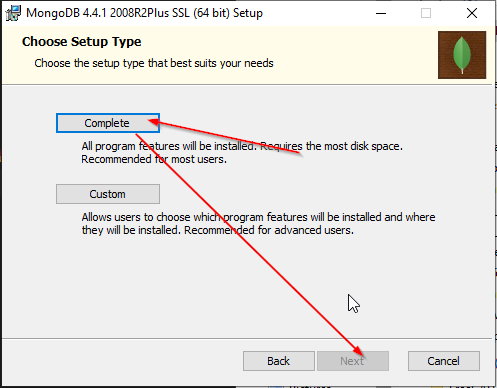 MongoDB 4.4.1 2008R2Plus SSL (64 bit) Setup
Choose Setup Type
Choose the setup type that best suits your needs
Complete
All program features will be installed. Requires the most disk space.
Recommended for most users.
Custom
Allows users to choose which program features will be installed and where
they will be installed. Recommended for advanced users.
Back Next Cancel